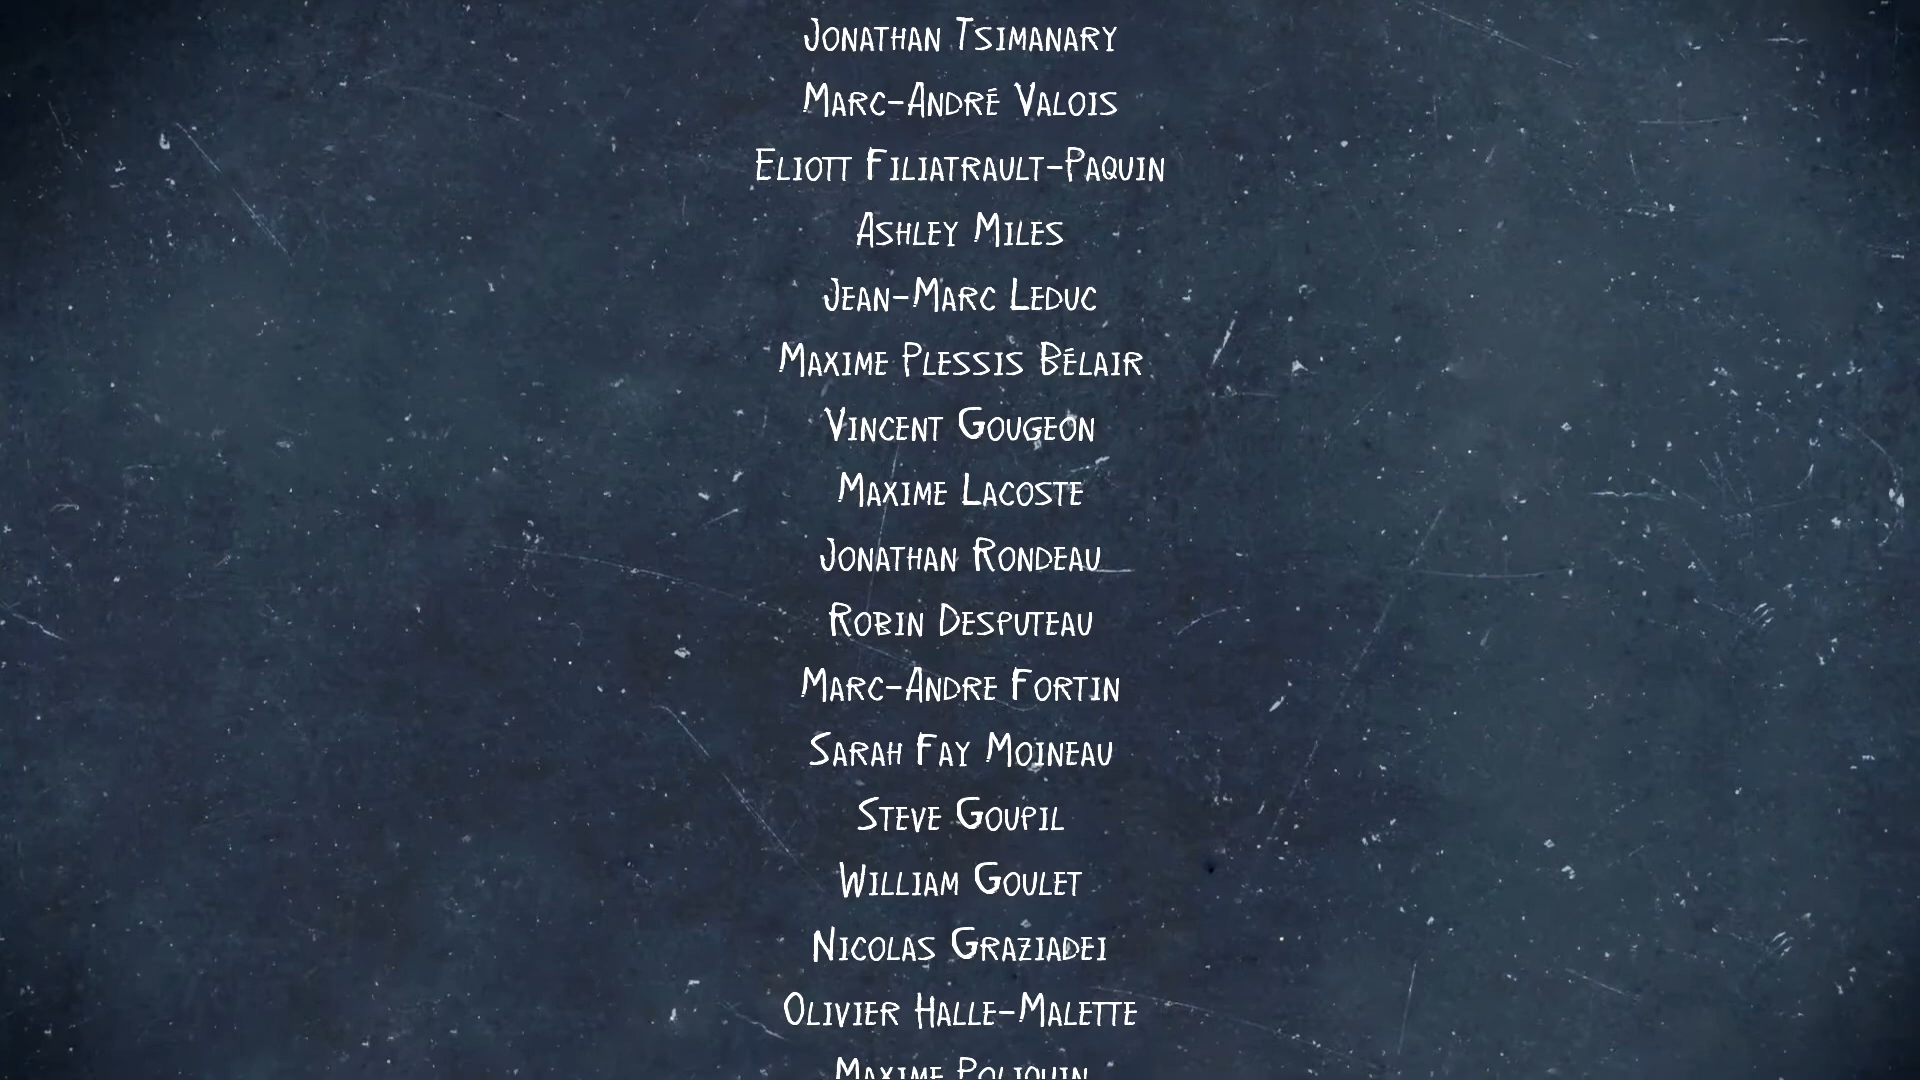 Jonathan Tsimanary
Marc-André Valois
Eliott Filiatrault-Paquin
Ashley Miles
Jean-Marc Leduc
Maxime Plessis Bélair
Vincent Gougeon
Maxime Lacoste
Jonathan Rondeau
Robin Desputeau
Marc-Andre Fortin
Sarah Fay Moineau
Steve Goupil
William Goulet
Nicolas Graziadei
Olivier Halle-Malette
Maxime Poliquin